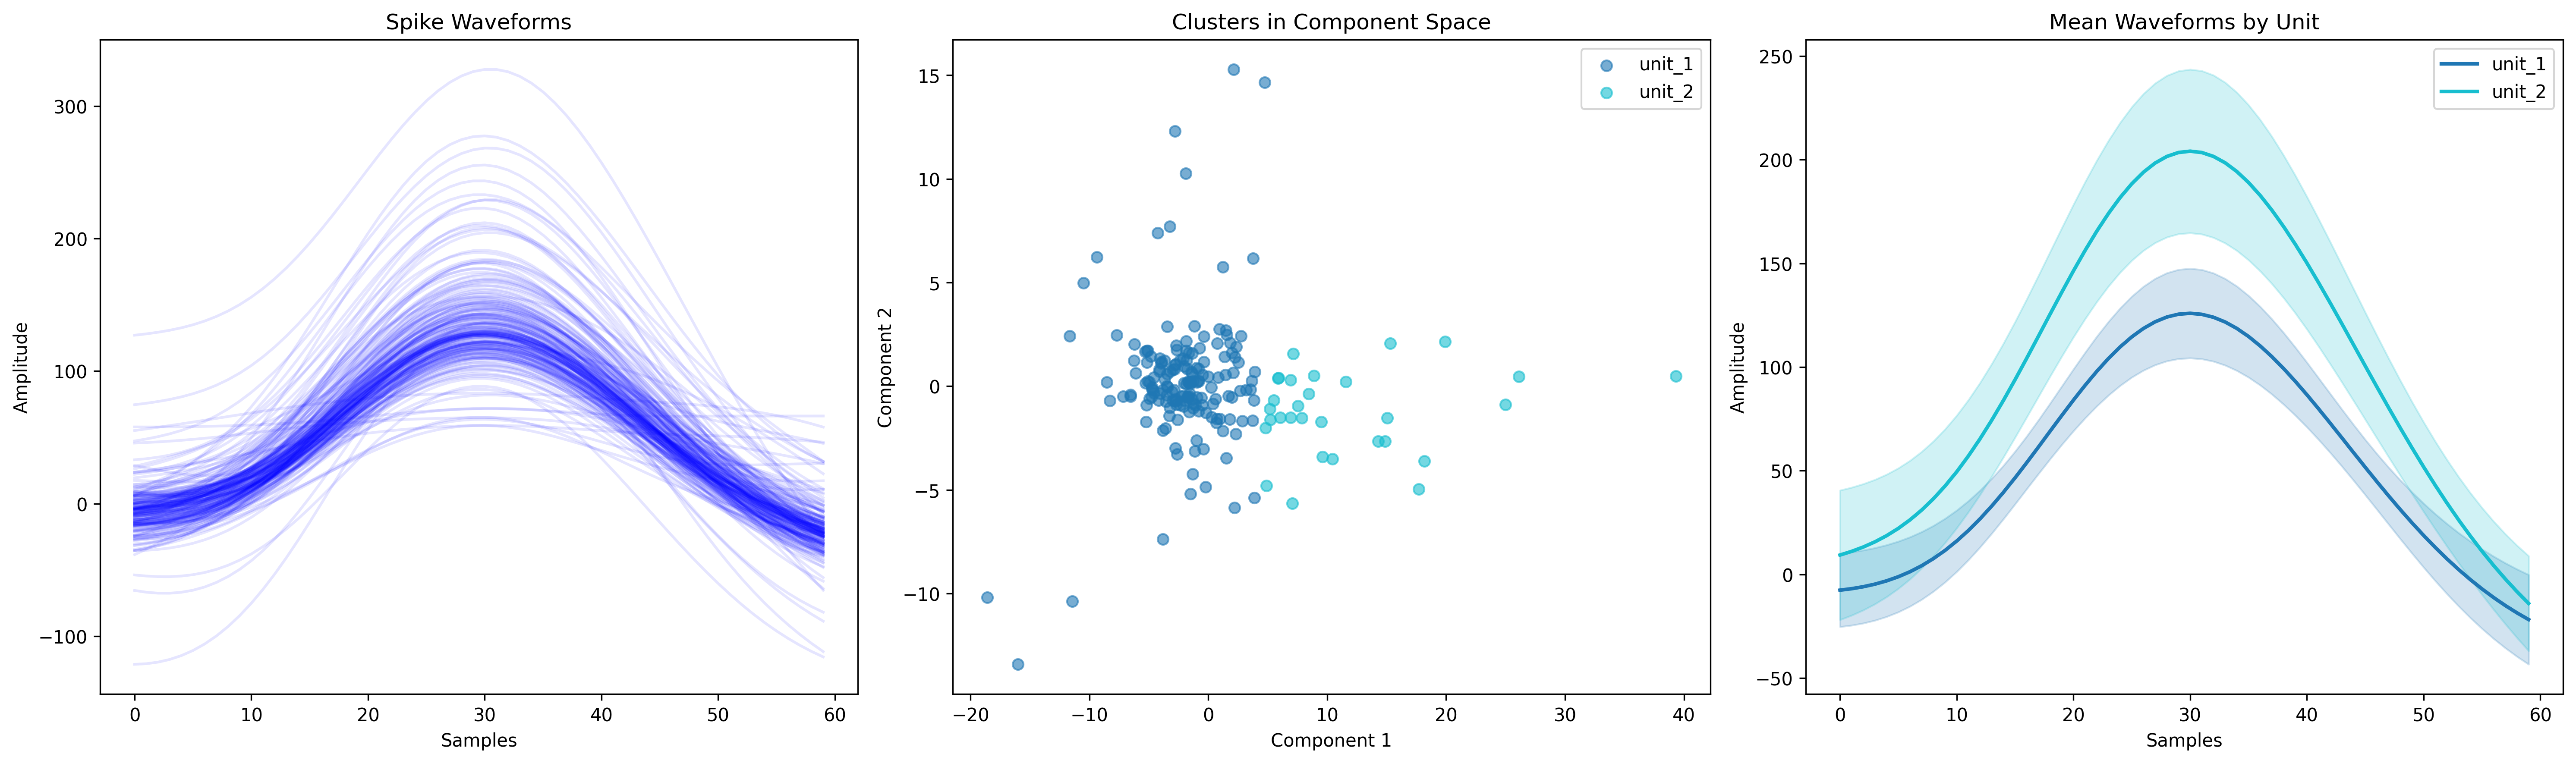 Spike Waveforms
300
200
100
0
−100
Amplitude
0 10 20 30 40 50 60
Samples
Clusters in Component Space
unit_1
unit_2
15
10
5
0
−5
−10
Component 2
−20 −10 0 10 20 30 40
Component 1
Mean Waveforms by Unit
unit_1
unit_2
250
200
150
100
50
0
−50
Amplitude
0 10 20 30 40 50 60
Samples